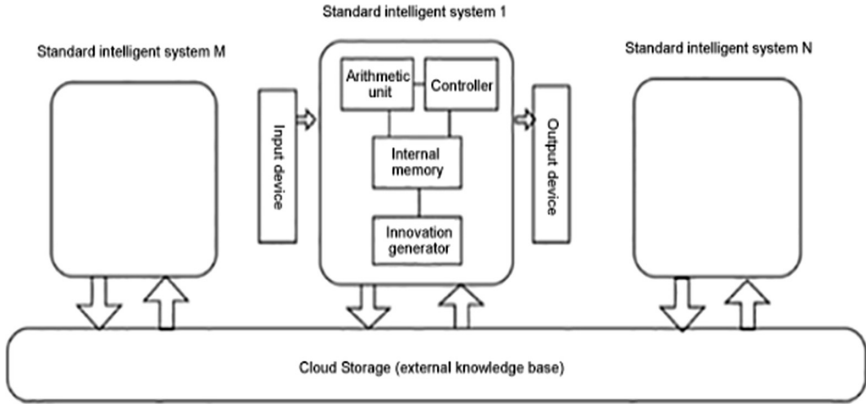 Standard intelligent system 1
Standard intelligent system M
Standard intelligent system N
Input device
Arithmetic
unit
Controller
Internal
memory
Innovation
generator
Output device
Cloud Storage (external knowledge base)